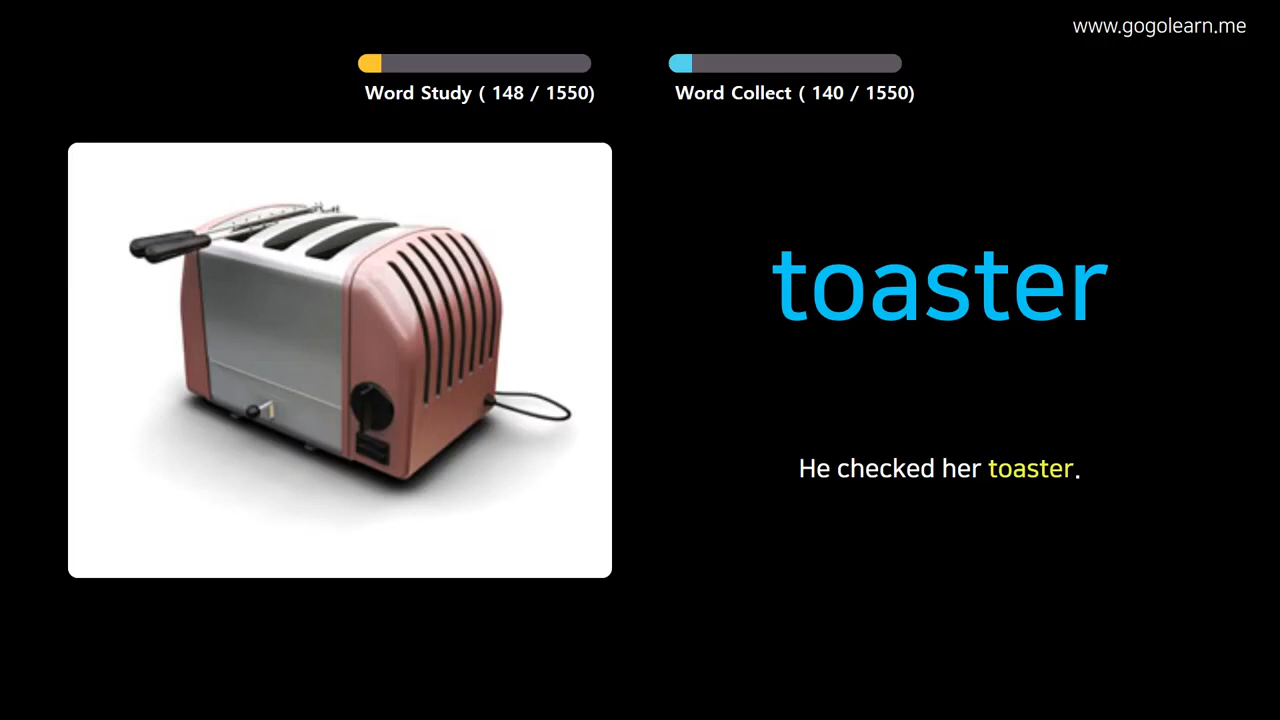 www.gogolearn.me
Word Study ( 148 / 1550)
Word Collect ( 140 / 1550)
toaster
He checked her toaster.